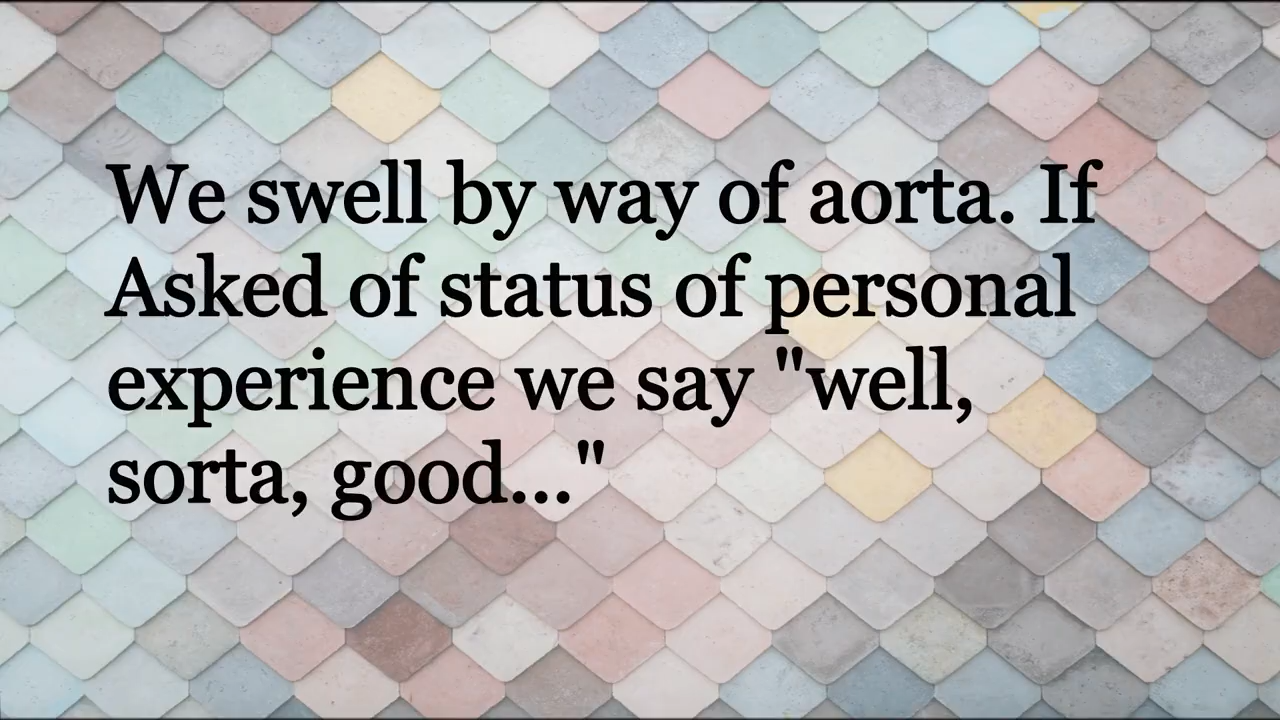 We swell by way of aorta. If
Asked of status of personal
experience we say "well,
sorta, good..."